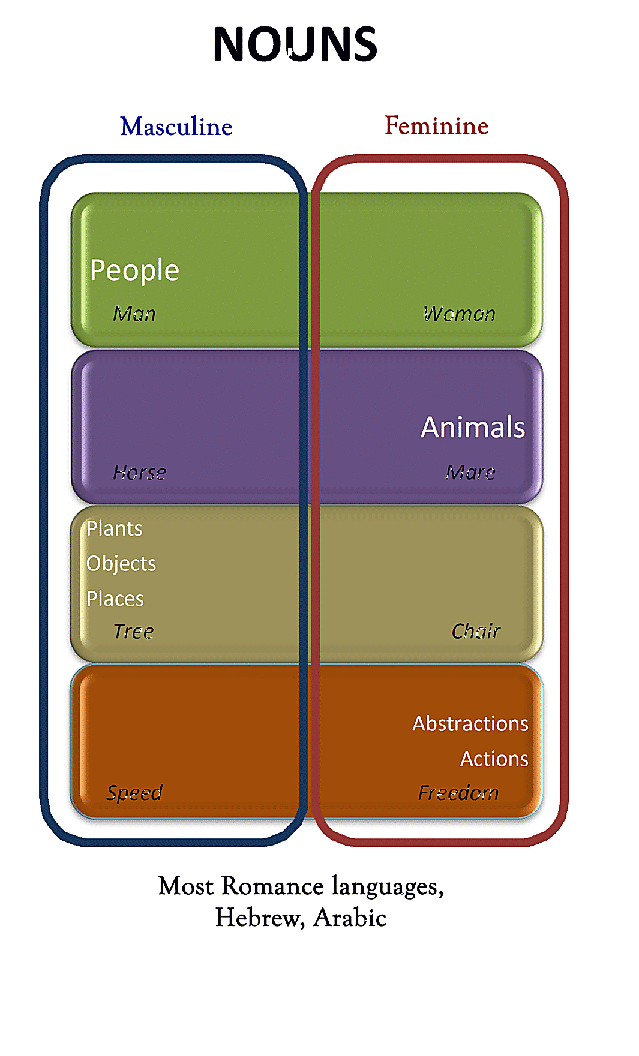 NOUNS
Masculine Feminine
People
Man Woman
Animals
Horse Mare
Plants
Objects
Places
Tree Chair
Abstractions
Actions
Speed Freedom
Most Romance languages,
Hebrew, Arabic